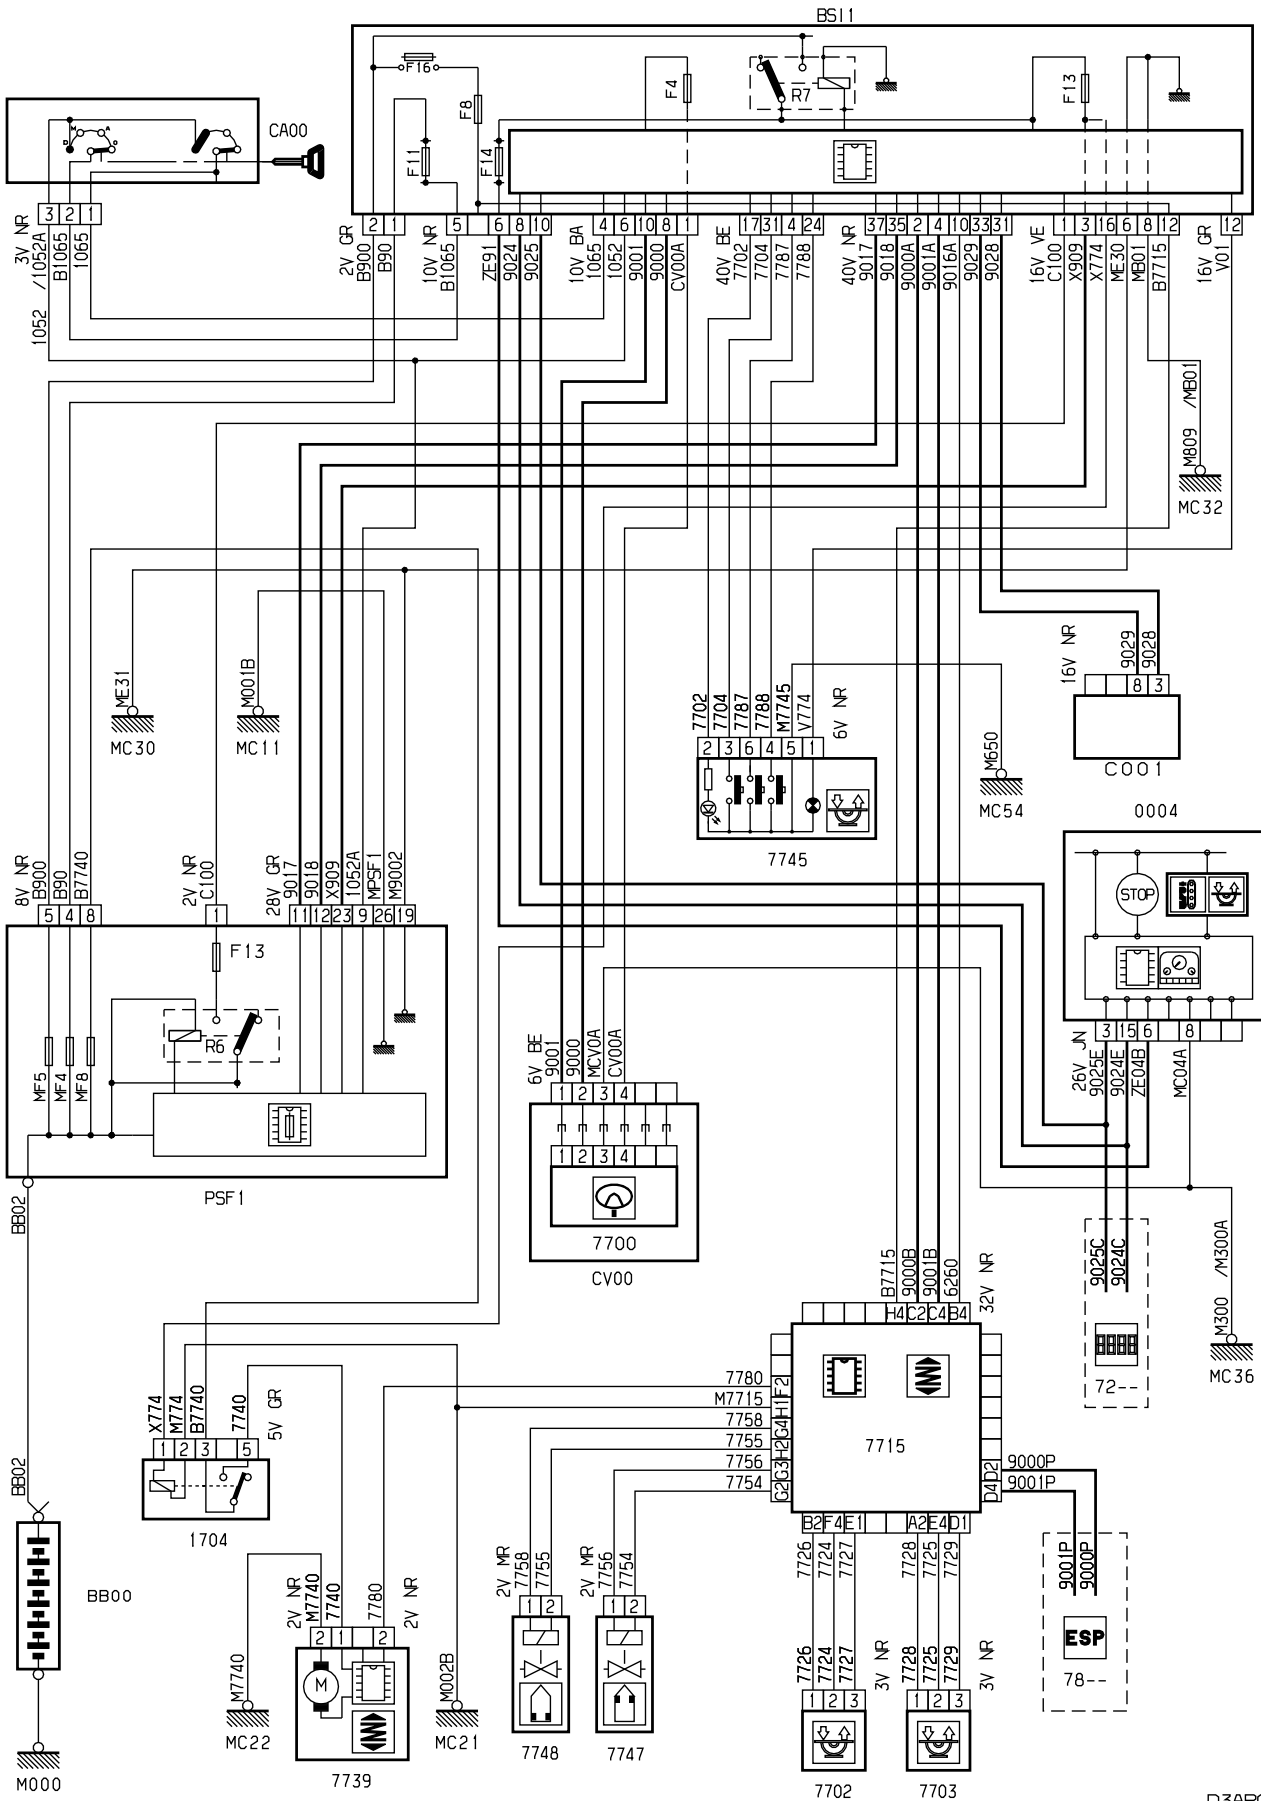 BSI1
F16
F8
F11
F14
F4
R7
F13
CA00
M A
D O
3 2 1
3V NR
/1052A
B1065
1065
1052
2 1
2V GR
B900
B90
5 6 8 10
10V NR
B1065
ZE91
9024
9025
4 6 10 8 1
10V BA
1065
1052
9001
9000
CV00A
17 31 4 24
40V BE
7702
7704
7787
7788
37 35 2 4 10 33 31
40V NR
9017
9018
9000A
9001A
9016A
9029
9028
1 3 16 6 8 12
16V VE
C100
X909
X774
ME30
MB01
B7715
12
16V GR
V01
M809 /MB01
MC32
ME31
MC30
M001B
MC11
7702
7704
7787
7788
M7745
V774
6V NR
2 3 6 4 5 1
7745
M650
MC54
16V NR
9029
9028
8 3
C001
0004
STOP
3 15 6 8
26V JN
9025E
9024E
ZE04B
MC04A
8V NR
B900
B90
B7740
5 4 8
2V NR
C100
1
28V GR
9017
9018
X909
1052A
MPSF1
M9002
11 12 23 9 26 19
F13
R6
MF5
MF4
MF8
PSF1
BB02
6V BE
9001
9000
MCV0A
CV00A
1 2 3 4
1 2 3 4
7700
CV00
9025C
9024C
72--
M300 /M300A
MC36
B7715
9000B
9001B
6260
32V NR
H4 C2 C4 B4
7780
M7715
7758
7755
7756
7754
F2
H1
G4
H2
G3
G2
7715
D2
D4
9000P
9001P
B2 F4 E1 A2 E4 D1
7726
7724
7727
7728
7725
7729
9001P
9000P
ESP
78--
X774
M774
B7740
7740
5V GR
1 2 3 5
1704
BB02
BB00
M000
2V NR
M7740
7740
7780
2V NR
2 1 2
M
7739
M7740
MC22
M002B
MC21
2V MR
7758
7755
1 2
7748
2V MR
7756
7754
1 2
7747
7726
7724
7727
3V NR
1 2 3
7702
7728
7725
7729
3V NR
1 2 3
7703